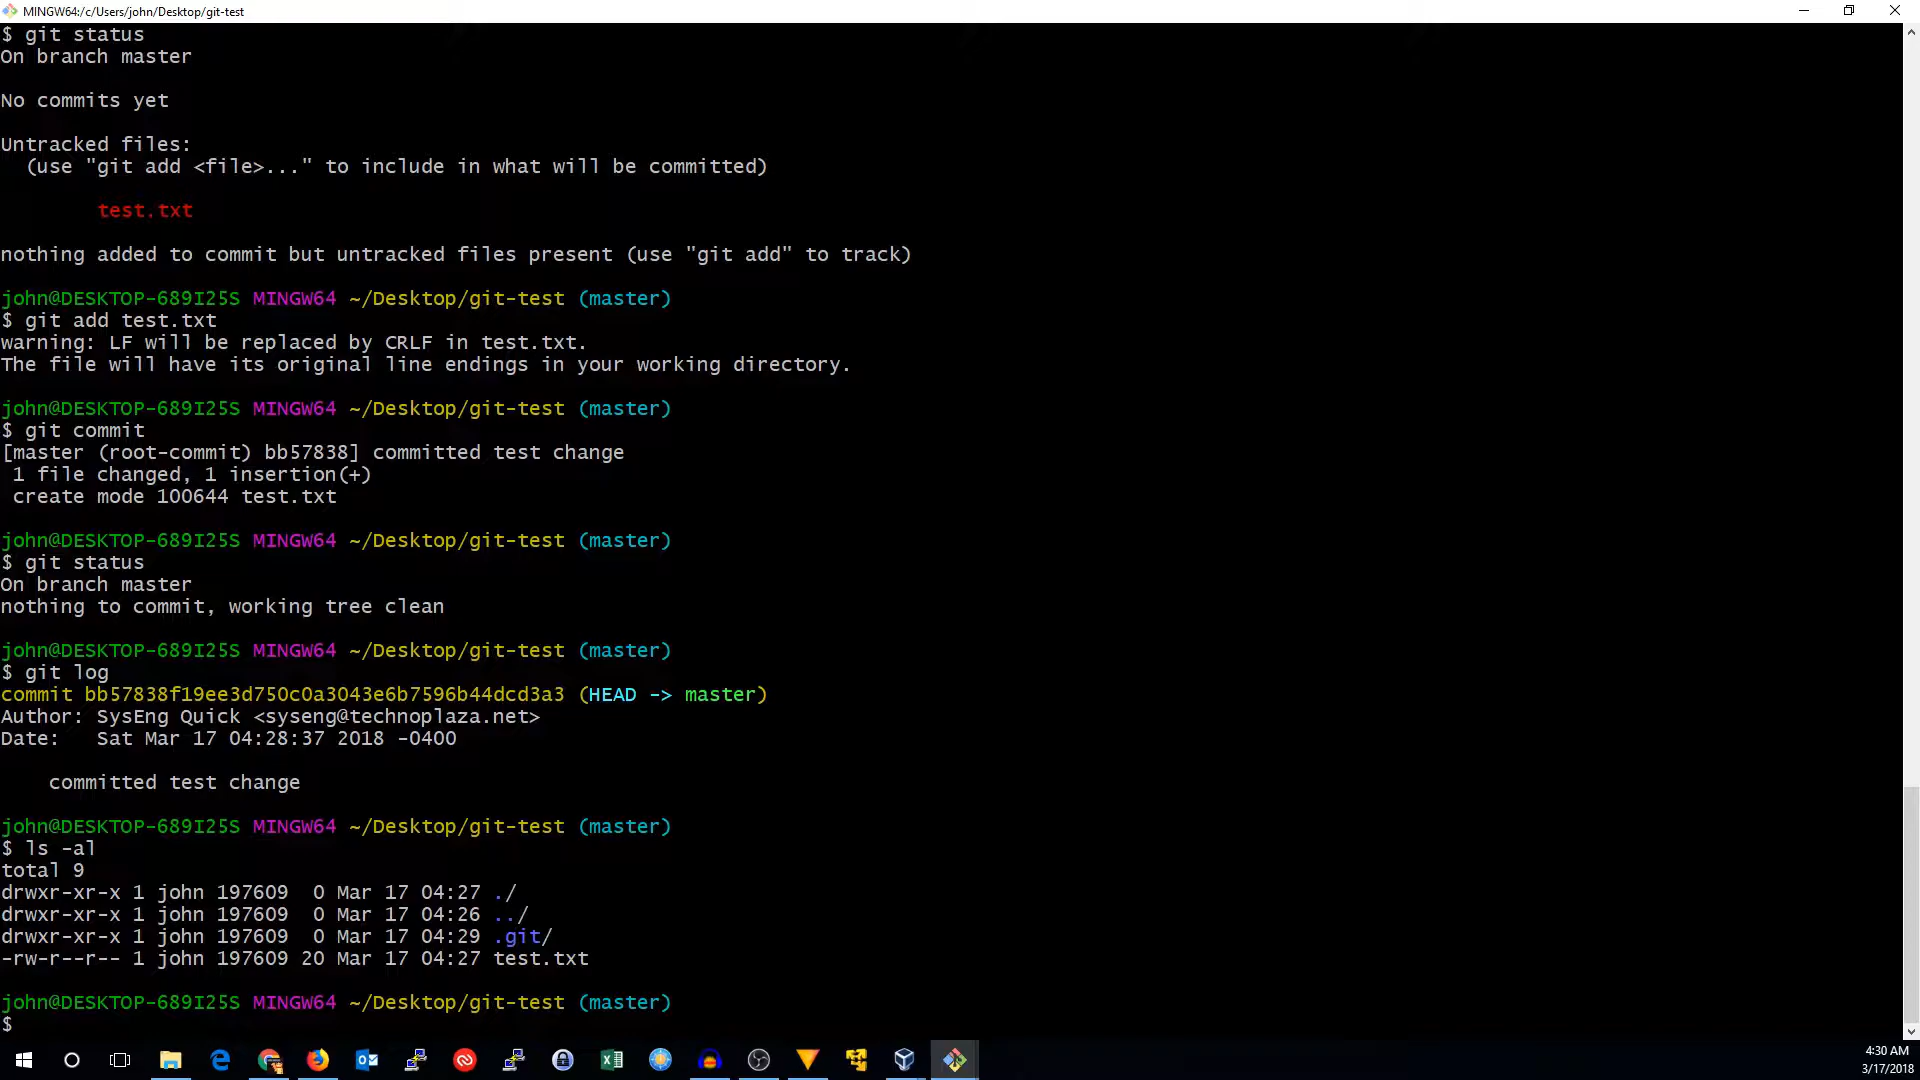 MINGW64:/c/Users/john/Desktop/git-test
$ git status
On branch master
No commits yet
Untracked files:
  (use "git add <file>..." to include in what will be committed)
        test.txt
nothing added to commit but untracked files present (use "git add" to track)
john@DESKTOP-689I25S MINGW64 ~/Desktop/git-test (master)
$ git add test.txt
warning: LF will be replaced by CRLF in test.txt.
The file will have its original line endings in your working directory.
john@DESKTOP-689I25S MINGW64 ~/Desktop/git-test (master)
$ git commit
[master (root-commit) bb57838] committed test change
 1 file changed, 1 insertion(+)
 create mode 100644 test.txt
john@DESKTOP-689I25S MINGW64 ~/Desktop/git-test (master)
$ git status
On branch master
nothing to commit, working tree clean
john@DESKTOP-689I25S MINGW64 ~/Desktop/git-test (master)
$ git log
commit bb57838f19ee3d750c0a3043e6b7596b44dcd3a3 (HEAD -> master)
Author: SysEng Quick <syseng@technoplaza.net>
Date:   Sat Mar 17 04:28:37 2018 -0400
    committed test change
john@DESKTOP-689I25S MINGW64 ~/Desktop/git-test (master)
$ ls -al
total 9
drwxr-xr-x 1 john 197609  0 Mar 17 04:27 ./
drwxr-xr-x 1 john 197609  0 Mar 17 04:26 ../
drwxr-xr-x 1 john 197609  0 Mar 17 04:29 .git/
-rw-r--r-- 1 john 197609 20 Mar 17 04:27 test.txt
john@DESKTOP-689I25S MINGW64 ~/Desktop/git-test (master)
$
4:30 AM
3/17/2018